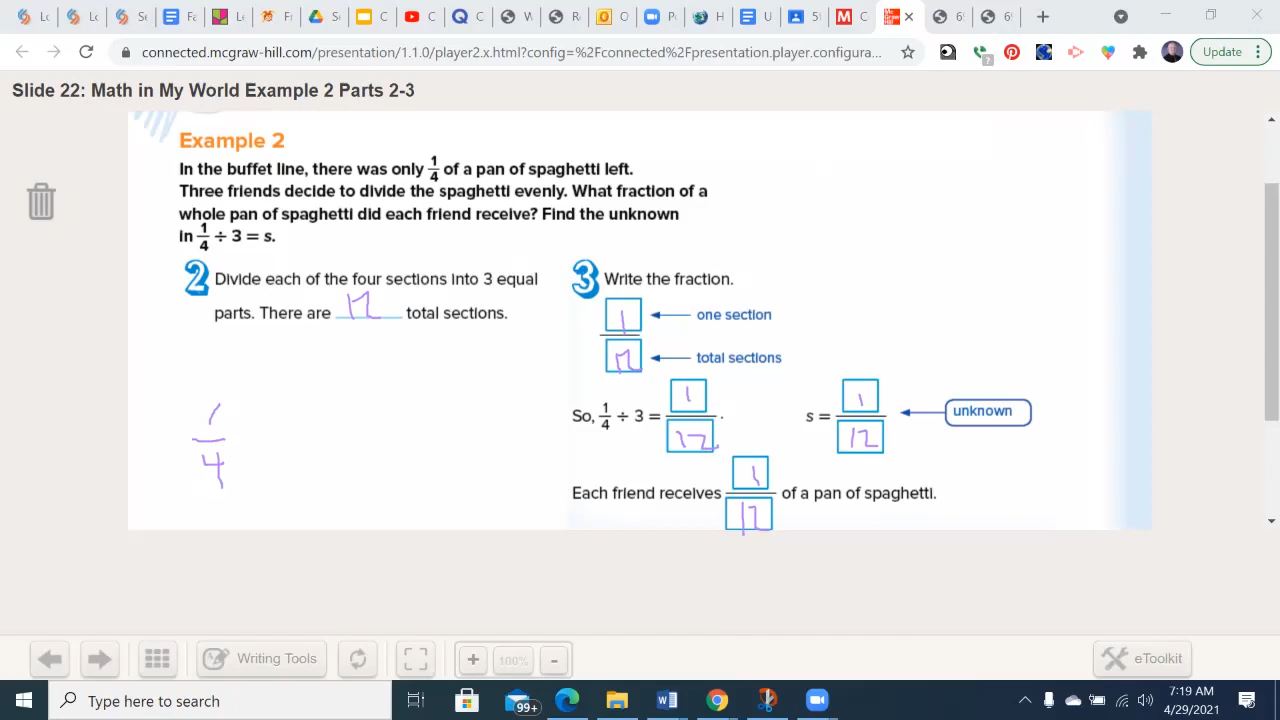 connected.mcgraw-hill.com/presentation/1.1.0/player2.x.html?config=%2Fconnected%2Fpresentation.player.configura...
Update
Slide 22: Math in My World Example 2 Parts 2-3
Example 2
In the buffet line, there was only 1/4 of a pan of spaghetti left.
Three friends decide to divide the spaghetti evenly. What fraction of a
whole pan of spaghetti did each friend receive? Find the unknown
in 1/4 ÷ 3 = s.
2 Divide each of the four sections into 3 equal
parts. There are 12 total sections.
1/4
3 Write the fraction.
1 one section
12 total sections
So, 1/4 ÷ 3 = 1/12. s = 1/12 unknown
Each friend receives 1/12 of a pan of spaghetti.
Writing Tools
+ 100% -
eToolkit
Type here to search
99+
7:19 AM
4/29/2021